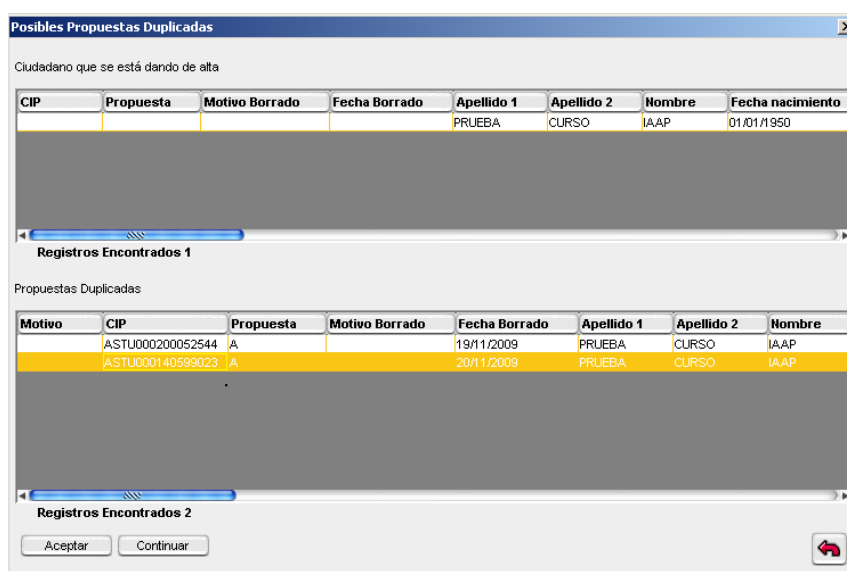 Posibles Propuestas Duplicadas
Ciudadano que se está dando de alta
CIP Propuesta Motivo Borrado Fecha Borrado Apellido 1 Apellido 2 Nombre Fecha nacimiento
PRUEBA CURSO IAAP 01/01/1950
Registros Encontrados 1
Propuestas Duplicadas
Motivo CIP Propuesta Motivo Borrado Fecha Borrado Apellido 1 Apellido 2 Nombre
ASTU000200052544 A 19/11/2009 PRUEBA CURSO IAAP
ASTU000140599023 A 20/11/2009 PRUEBA CURSO IAAP
Registros Encontrados 2
Aceptar Continuar